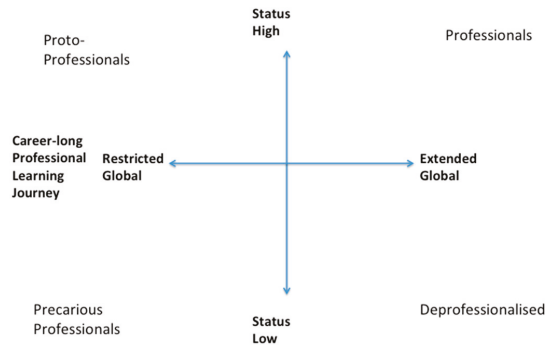 Status
High
Proto-
Professionals
Professionals
Career-long
Professional
Learning
Journey
Restricted
Global
Extended
Global
Precarious
Professionals
Status
Low
Deprofessionalised